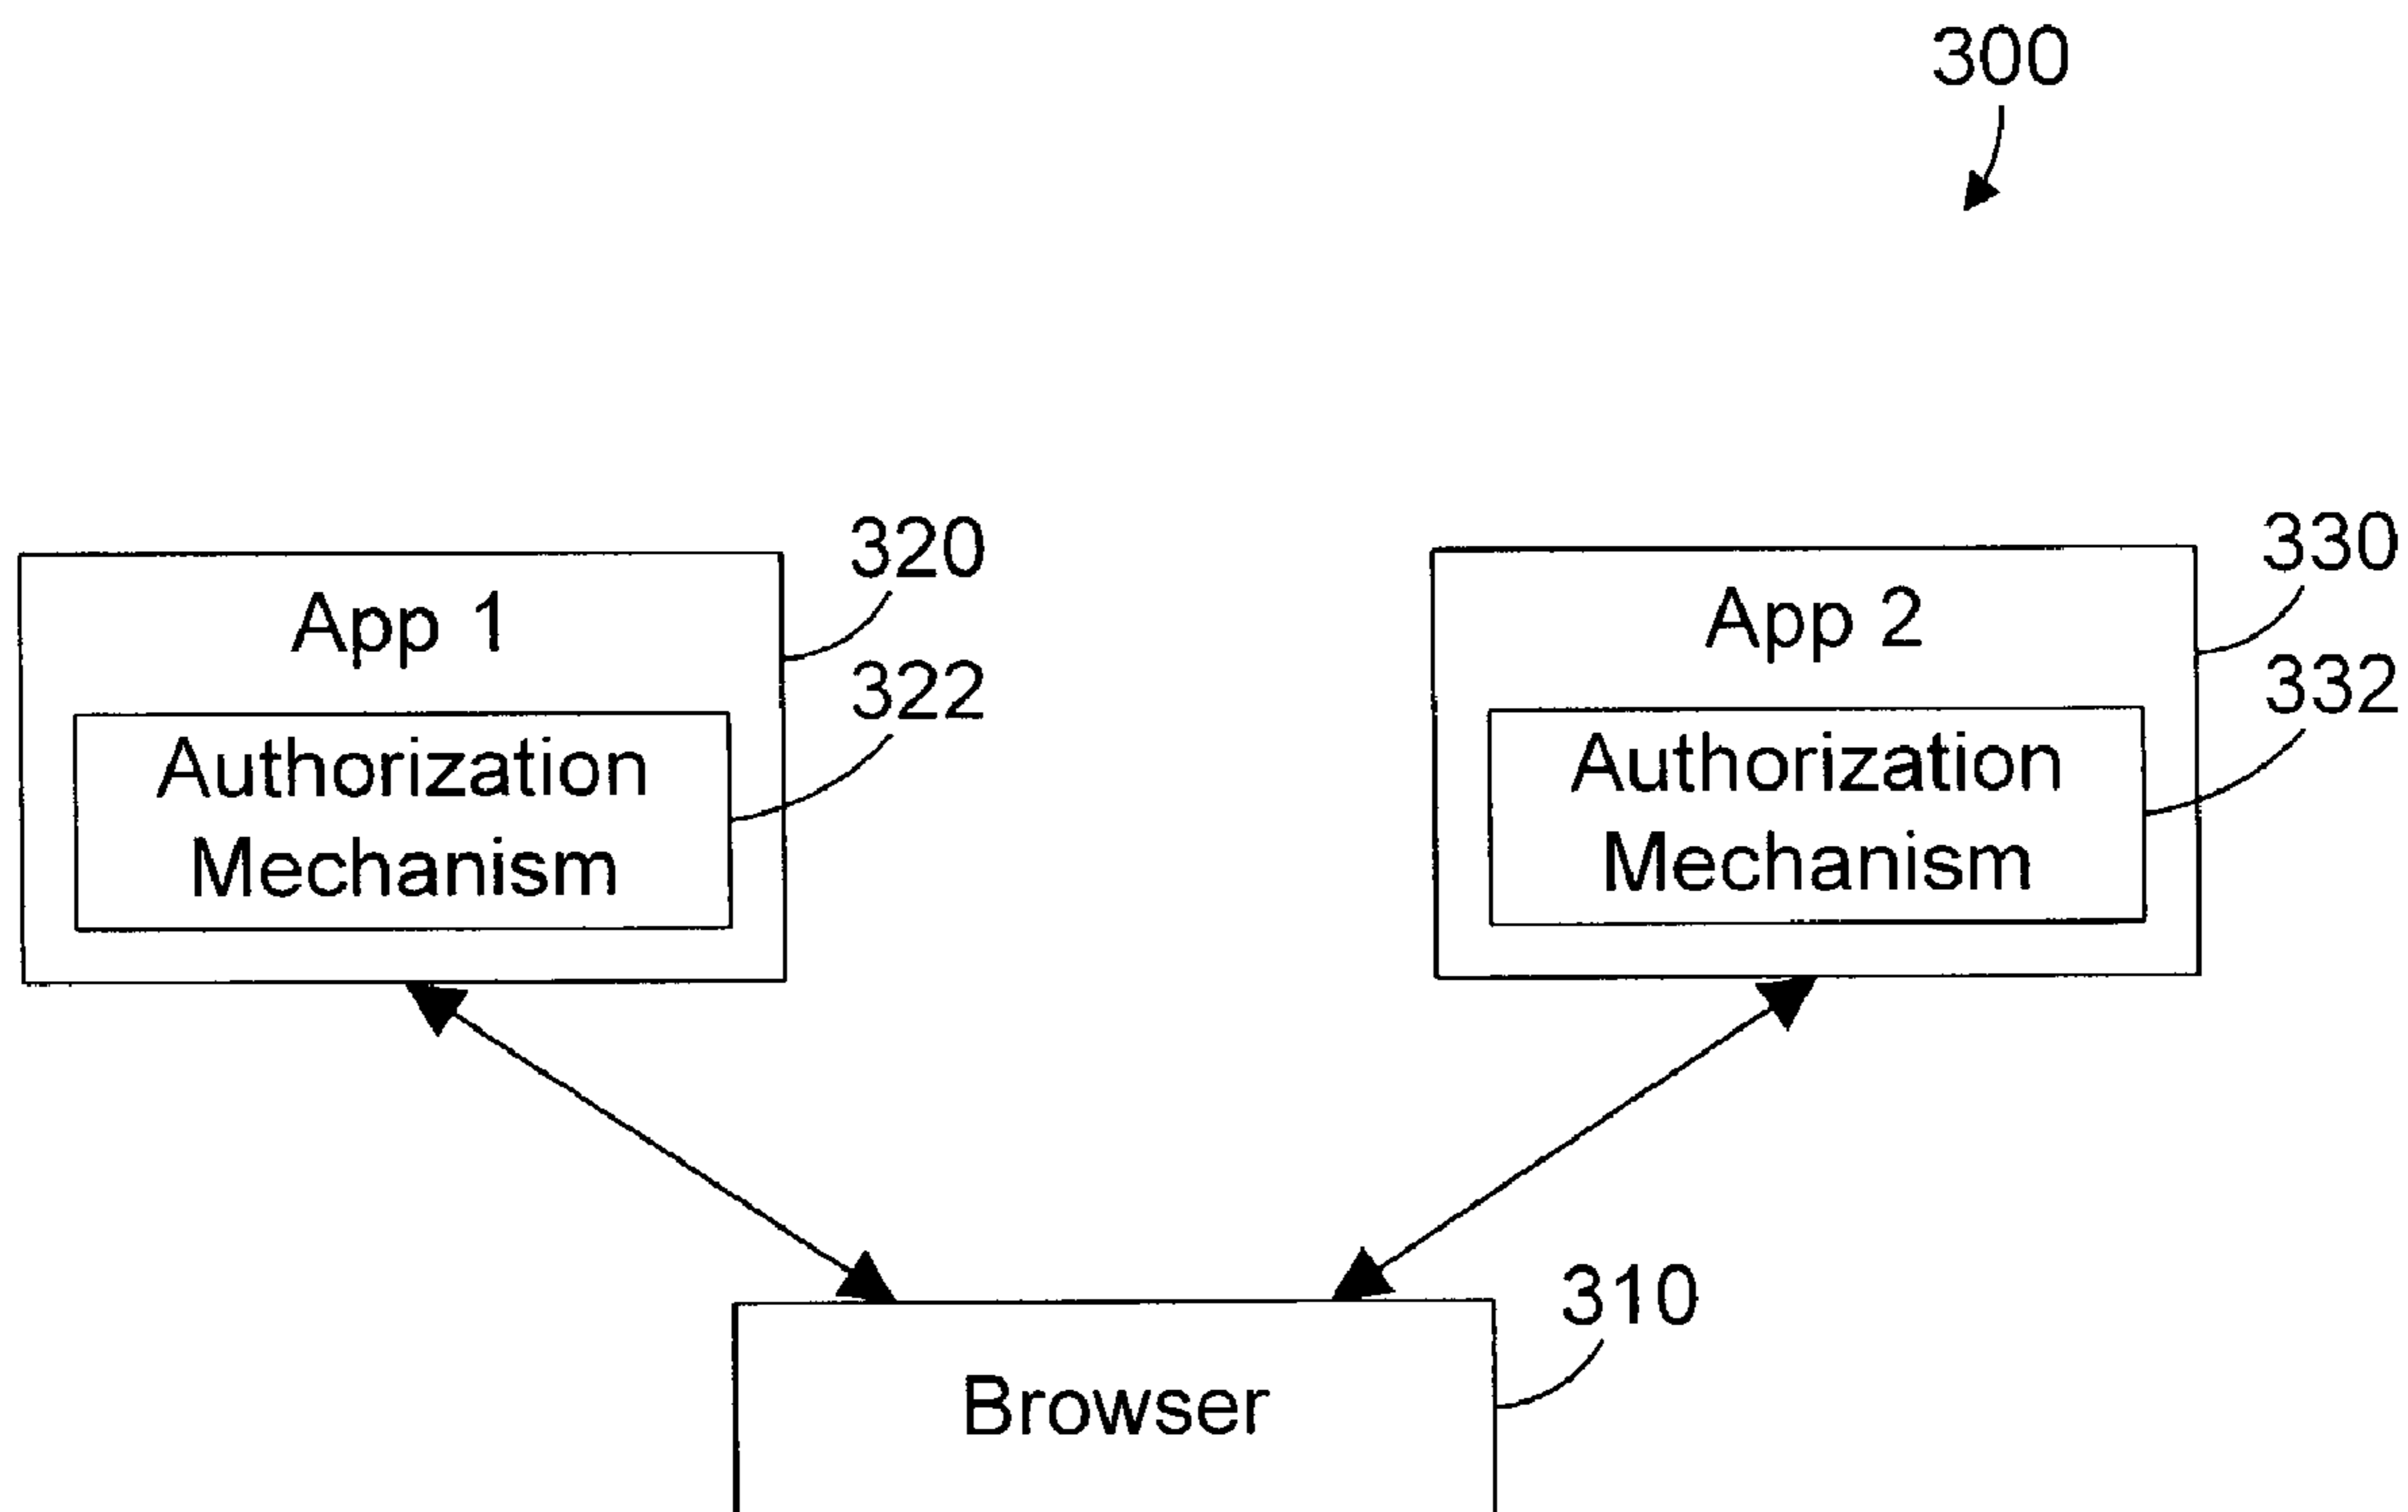 300
320
App 1
322
Authorization
Mechanism
330
App 2
332
Authorization
Mechanism
310
Browser